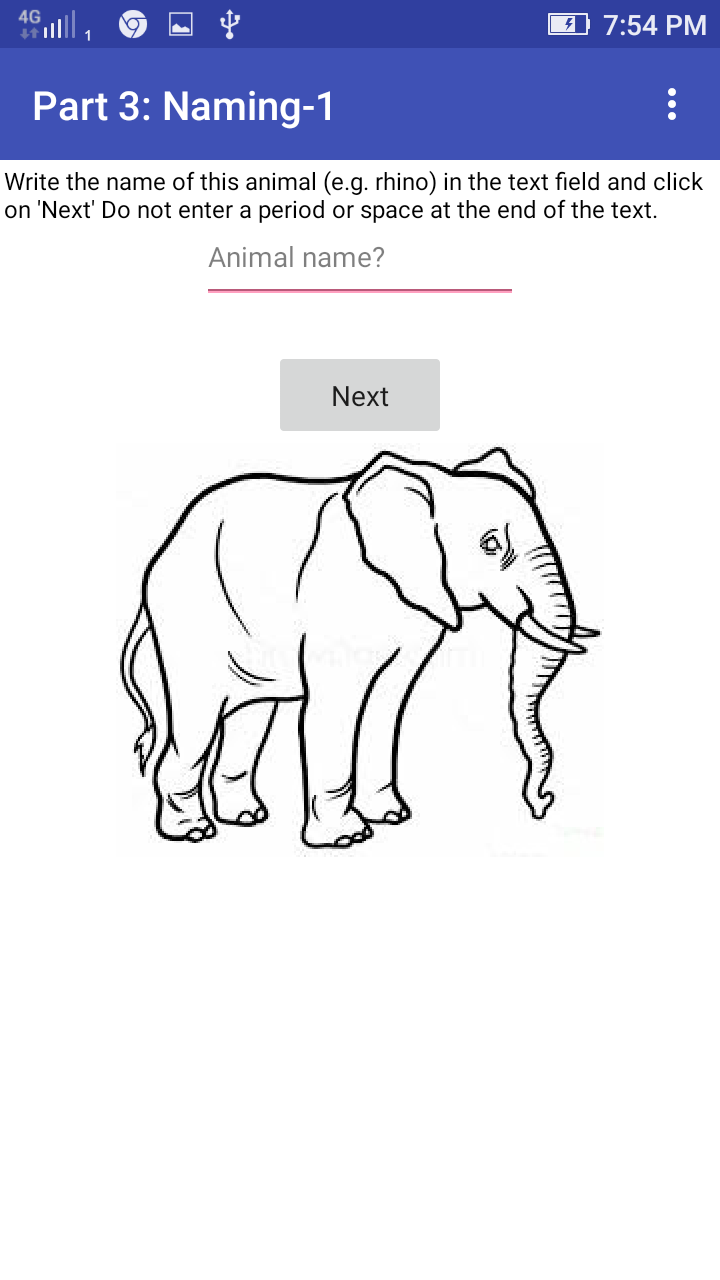 4G 1 7:54 PM
Part 3: Naming-1
Write the name of this animal (e.g. rhino) in the text field and click
on 'Next' Do not enter a period or space at the end of the text.
Animal name?
Next